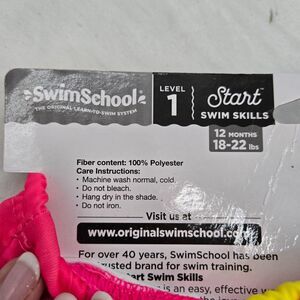 SwimSchool
THE ORIGINAL LEARN-TO-SWIM SYSTEM
LEVEL
1
Start
SWIM SKILLS
12 MONTHS
18-22 lbs
Fiber content: 100% Polyester
Care Instructions:
• Machine wash normal, cold.
• Do not bleach.
• Hang dry in the shade.
• Do not iron.
Visit us at
www.originalswimschool.co
For over 40 years, SwimSchool has been
rusted brand for swim training.
art Swim Skills
is an easy, effective w